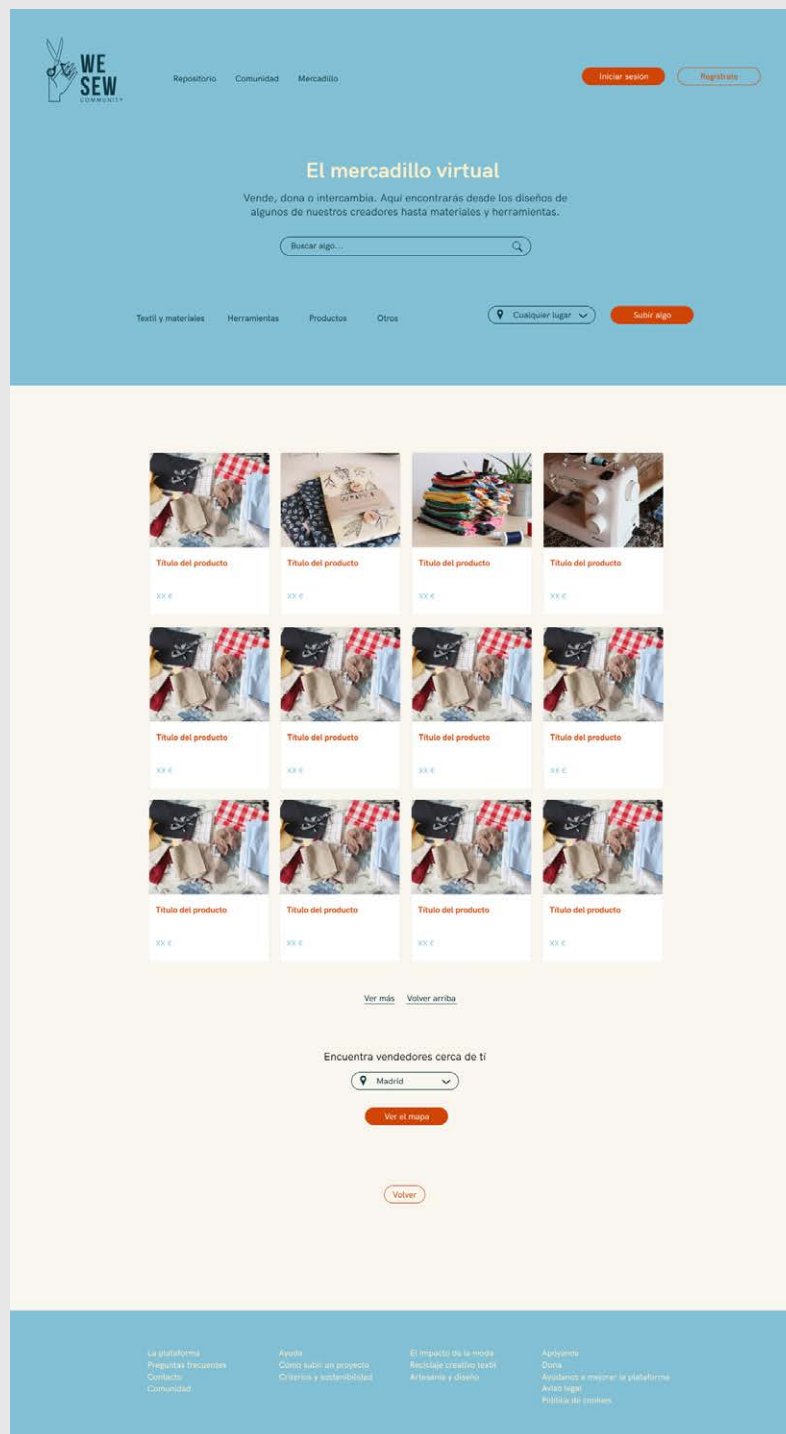 WE
SEW
COMMUNITY
Repositorio Comunidad Mercadillo
Iniciar sesión Regístrate
El mercadillo virtual
Vende, dona o intercambia. Aquí encontrarás desde los diseños de
algunos de nuestros creadores hasta materiales y herramientas.
Buscar algo...
Textil y materiales Herramientas Productos Otros Cualquier lugar Subir algo
Título del producto Título del producto Título del producto Título del producto
XX € XX € XX € XX €
Título del producto Título del producto Título del producto Título del producto
XX € XX € XX € XX €
Título del producto Título del producto Título del producto Título del producto
XX € XX € XX € XX €
Ver más Volver arriba
Encuentra vendedores cerca de tí
Madrid
Ver el mapa
Volver
La plataforma
Preguntas frecuentes
Contacto
Comunidad
Ayuda
Cómo subir un proyecto
Criterios y sostenibilidad
El impacto de la moda
Reciclaje creativo textil
Artesanía y diseño
Apóyanos
Dona
Ayúdanos a mejorar la plataforma
Aviso legal
Política de cookies